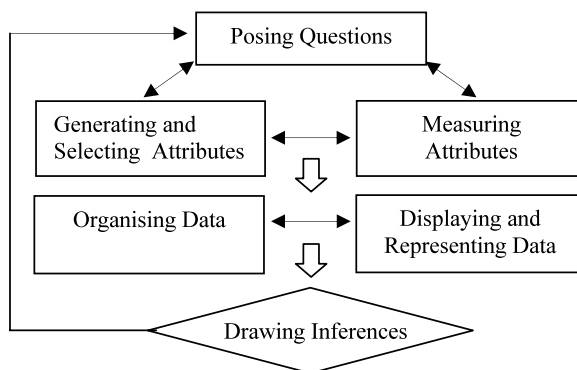 Posing Questions
Generating and
Selecting Attributes
Measuring
Attributes
Organising Data
Displaying and
Representing Data
Drawing Inferences